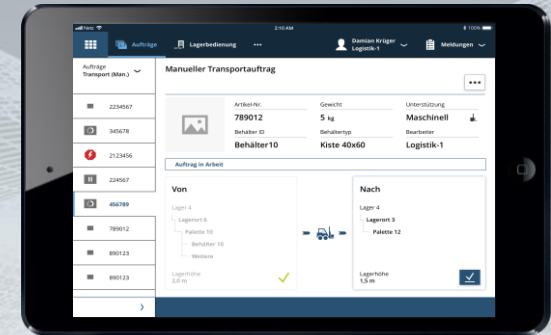 Netz
2:10 AM
100%
Aufträge
Lagerbedienung
Damian Krüger
Logistik-1
Meldungen
Aufträge
Transport (Man.)
2234567
345678
2123456
224567
456789
789012
890123
890123
Manueller Transportauftrag
Artikel-Nr.
Gewicht
Unterstützung
789012
5 kg
Maschinell
Behälter ID
Behältertyp
Bearbeiter
Behälter10
Kiste 40x60
Logistik-1
Auftrag in Arbeit
Von
Lager 4
Lagerort 6
Palette 10
Behälter 10
Weitere
Lagerhöhe
2,0 m
Nach
Lager 4
Lagerort 3
Palette 12
Lagerhöhe
1,5 m